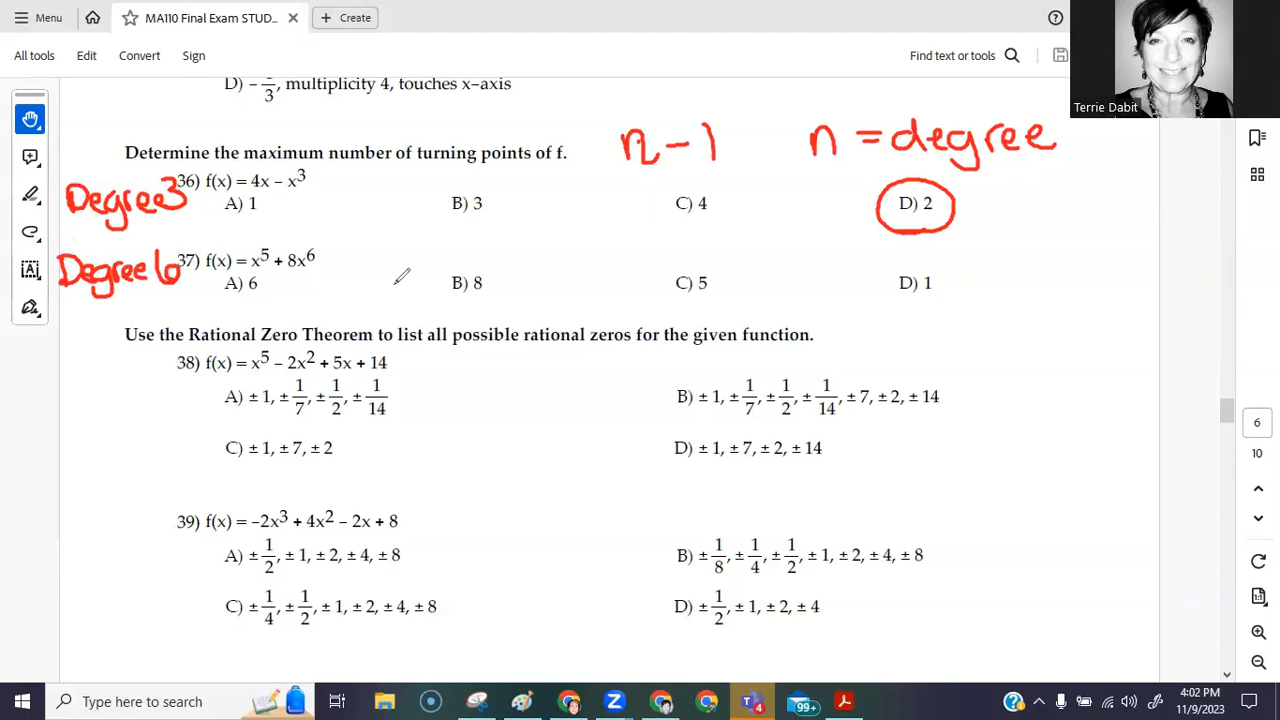 Menu
MA110 Final Exam STUD...
Create
All tools Edit Convert Sign
Find text or tools
Terrie Dabit
D) – 1/3, multiplicity 4, touches x–axis
n – 1 n = degree
Determine the maximum number of turning points of f.
Degree 3
36) f(x) = 4x – x³
A) 1 B) 3 C) 4 D) 2
Degree 6
37) f(x) = x⁵ + 8x⁶
A) 6 B) 8 C) 5 D) 1
Use the Rational Zero Theorem to list all possible rational zeros for the given function.
38) f(x) = x⁵ – 2x² + 5x + 14
A) ± 1, ± 1/7, ± 1/2, ± 1/14 B) ± 1, ± 1/7, ± 1/2, ± 1/14, ± 7, ± 2, ± 14
C) ± 1, ± 7, ± 2 D) ± 1, ± 7, ± 2, ± 14
39) f(x) = –2x³ + 4x² – 2x + 8
A) ± 1/2, ± 1, ± 2, ± 4, ± 8 B) ± 1/8, ± 1/4, ± 1/2, ± 1, ± 2, ± 4, ± 8
C) ± 1/4, ± 1/2, ± 1, ± 2, ± 4, ± 8 D) ± 1/2, ± 1, ± 2, ± 4
6
10
1:1
Type here to search
4
99+
4:02 PM
11/9/2023